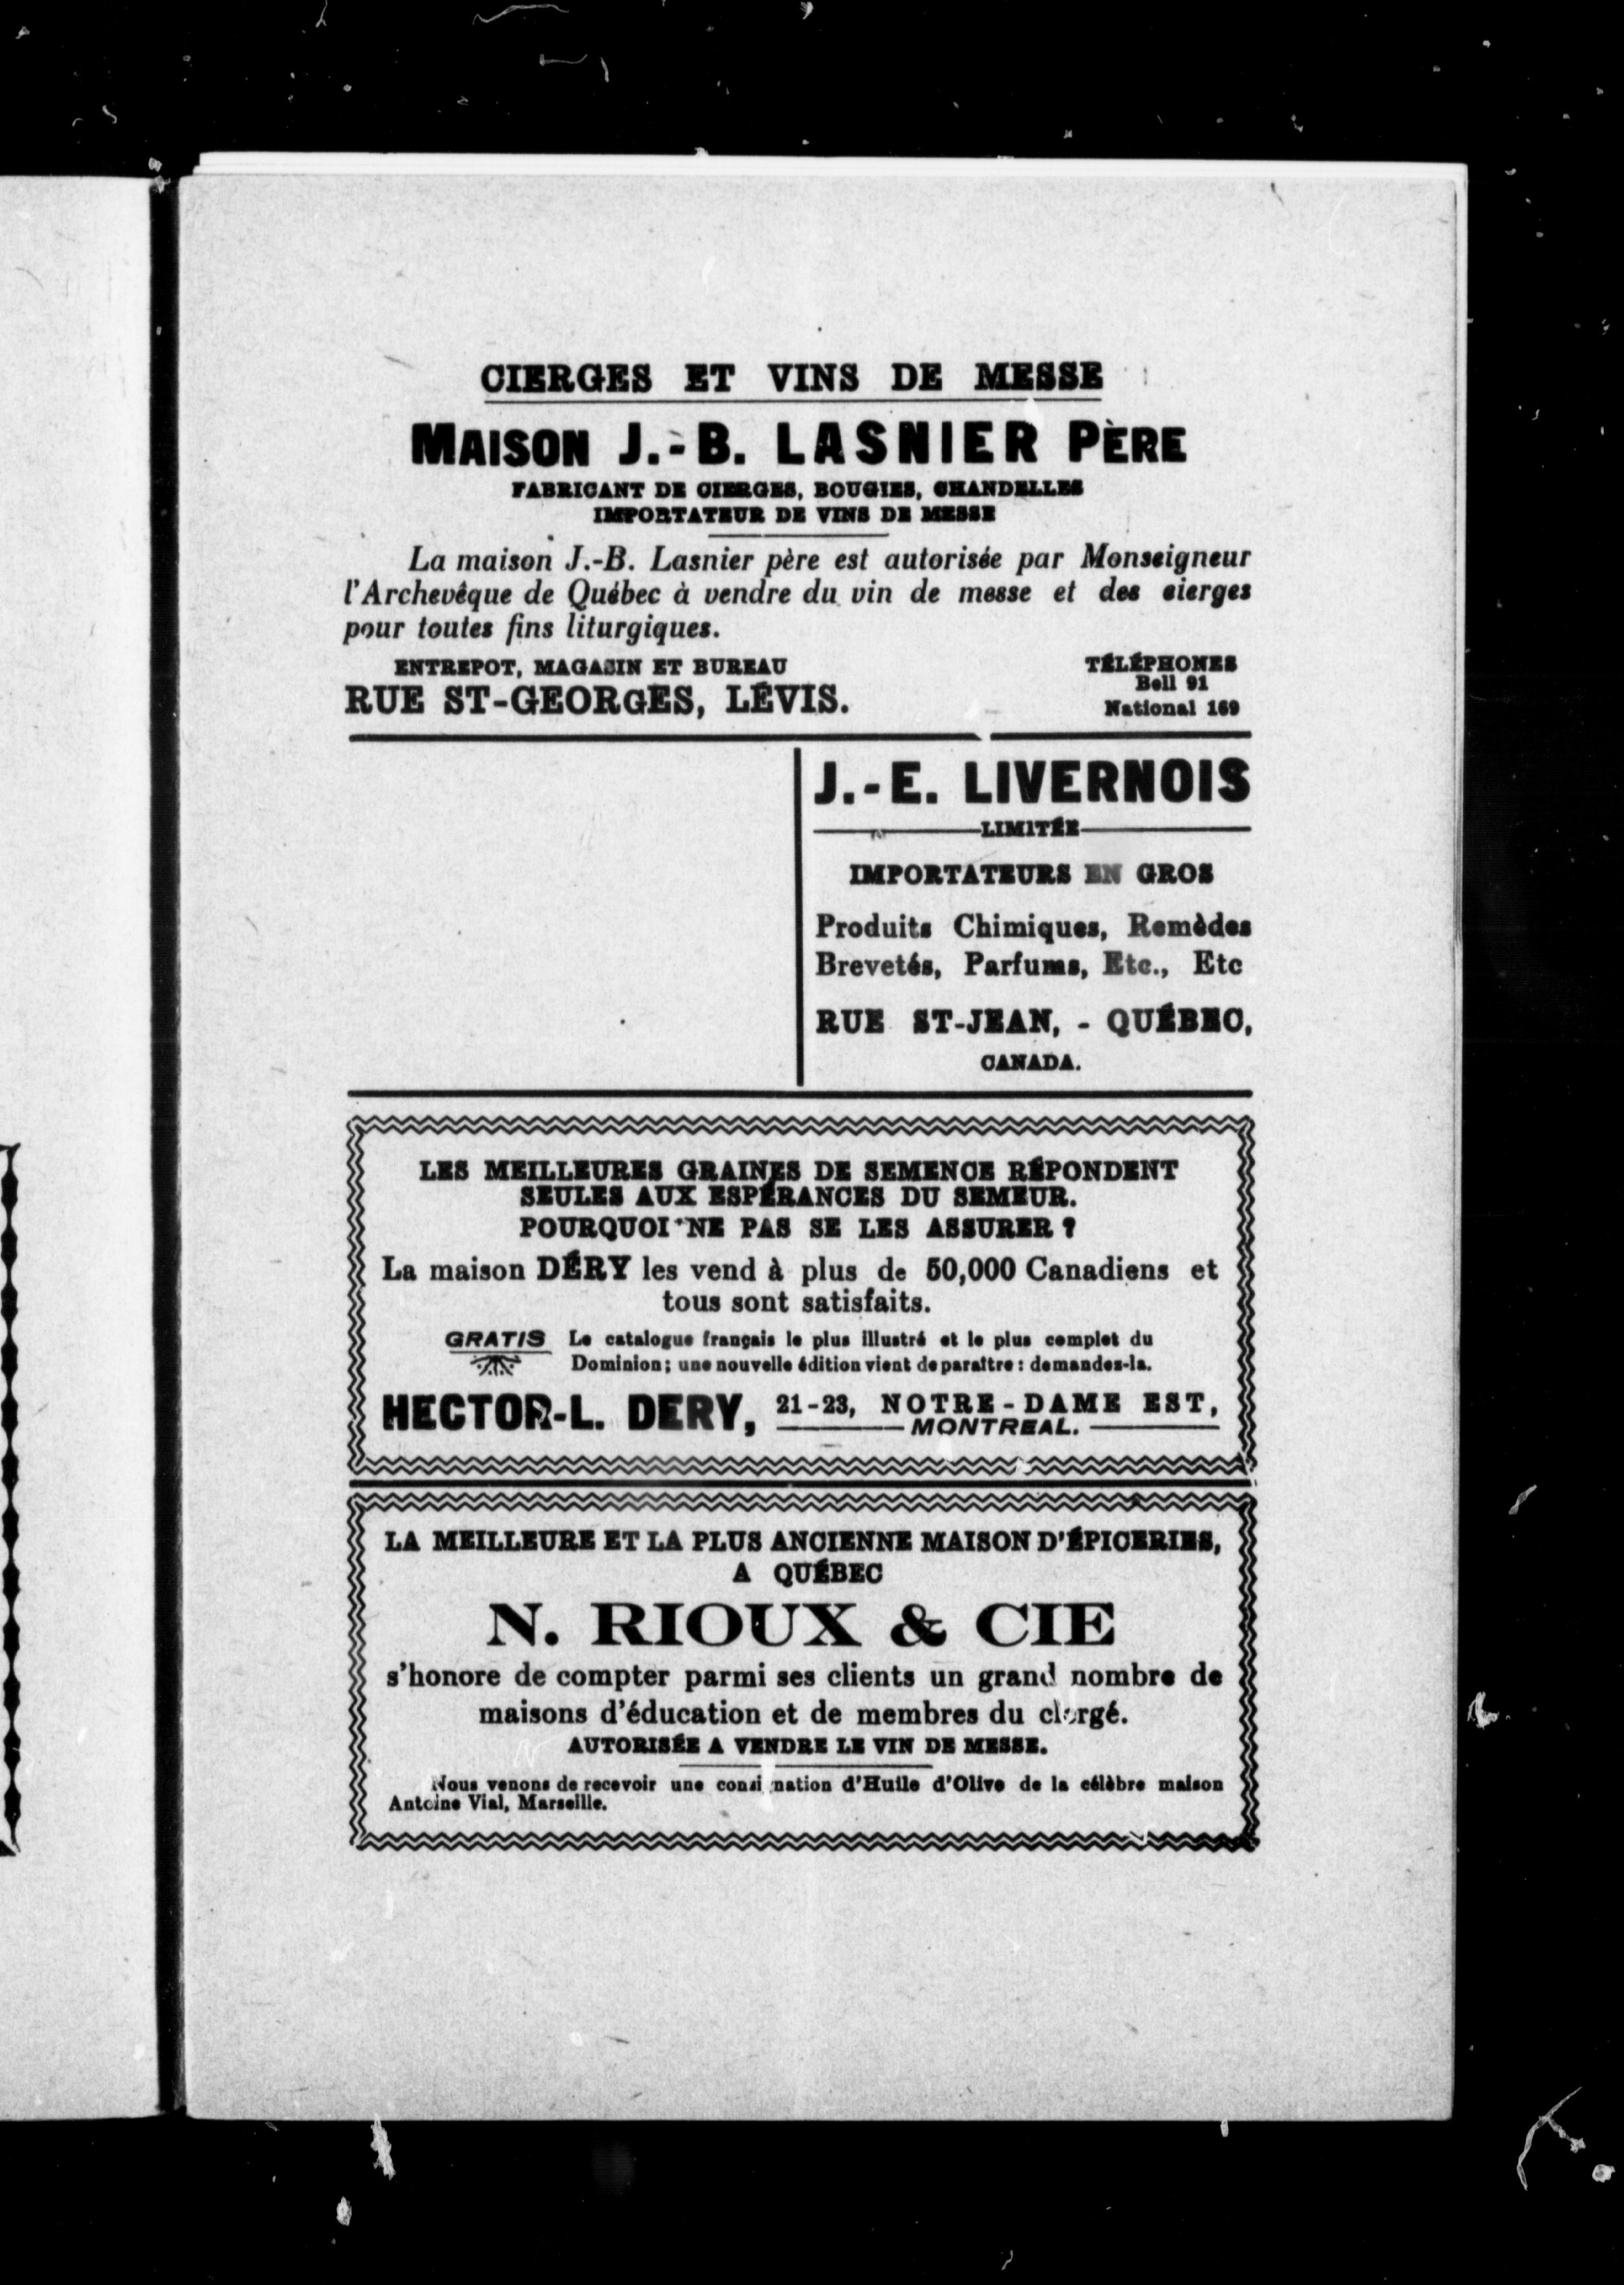 CIERGES ET VINS DE MESSE
MAISON J.-B. LASNIER PÈRE
FABRICANT DE CIERGES, BOUGIES, CHANDELLES
IMPORTATEUR DE VINS DE MESSE
La maison J.-B. Lasnier père est autorisée par Monseigneur
l'Archevêque de Québec à vendre du vin de messe et des cierges
pour toutes fins liturgiques.
ENTREPOT, MAGASIN ET BUREAU
RUE ST-GEORGES, LÉVIS.
TÉLÉPHONES
Bell 91
National 169
J.-E. LIVERNOIS
LIMITÉE
IMPORTATEURS EN GROS
Produits Chimiques, Remèdes
Brevetés, Parfums, Etc., Etc
RUE ST-JEAN, - QUÉBEC,
CANADA.
LES MEILLEURES GRAINES DE SEMENCE RÉPONDENT
SEULES AUX ESPÉRANCES DU SEMEUR.
POURQUOI NE PAS SE LES ASSURER ?
La maison DÉRY les vend à plus de 50,000 Canadiens et
tous sont satisfaits.
GRATIS Le catalogue français le plus illustré et le plus complet du
Dominion; une nouvelle édition vient de paraître: demandez-la.
HECTOR-L. DERY, 21-23, NOTRE-DAME EST,
MONTREAL.
LA MEILLEURE ET LA PLUS ANCIENNE MAISON D'ÉPICERIES,
A QUÉBEC
N. RIOUX & CIE
s'honore de compter parmi ses clients un grand nombre de
maisons d'éducation et de membres du clergé.
AUTORISÉE A VENDRE LE VIN DE MESSE.
Nous venons de recevoir une consignation d'Huile d'Olive de la célèbre maison
Antoine Vial, Marseille.